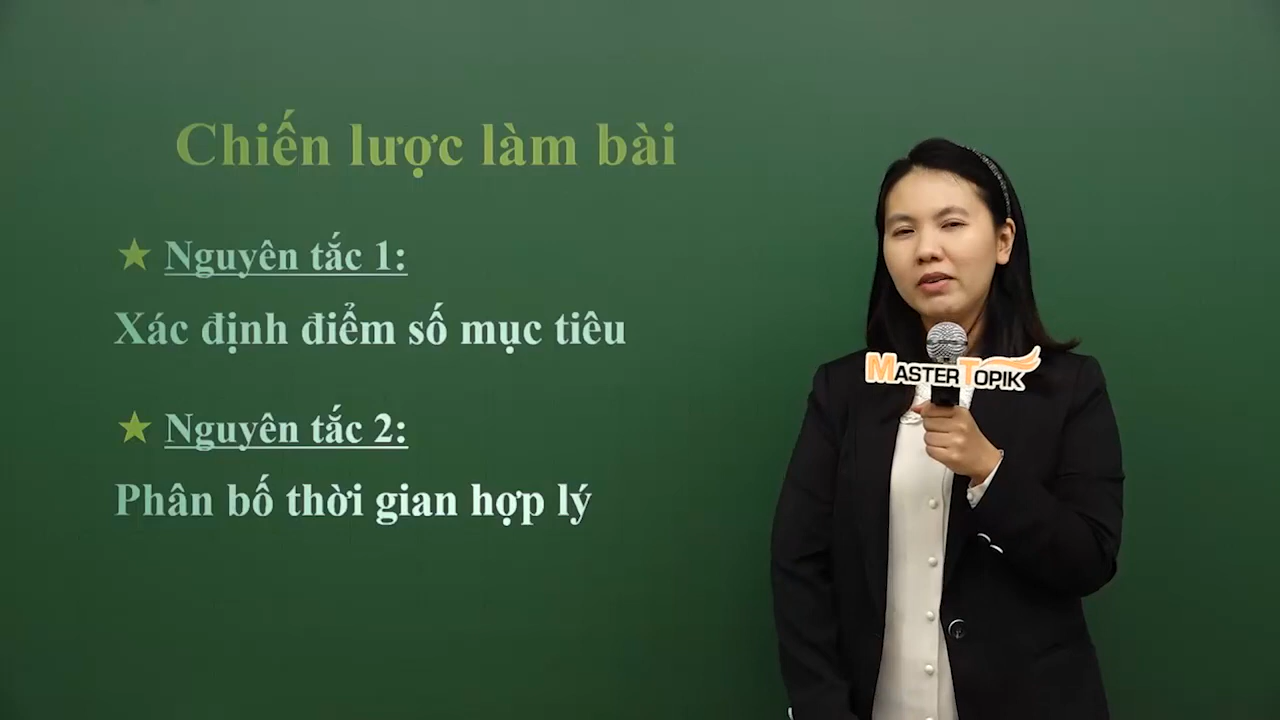 Chiến lược làm bài
★ Nguyên tắc 1:
Xác định điểm số mục tiêu
★ Nguyên tắc 2:
Phân bố thời gian hợp lý
MASTER TOPIK